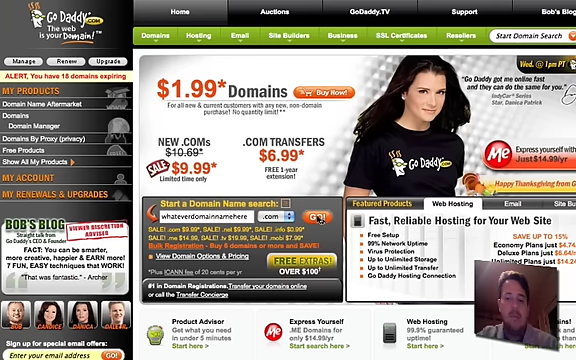 Go Daddy.COM
The web is your Domain!™
Home
Auctions
GoDaddy.TV
Support
Bob's Blog
Domains
Hosting
Email
Site Builders
Business
SSL Certificates
Resellers
Start Domain Search
Manage
Renew
Upgrade
ALERT, You have 18 domains expiring
MY PRODUCTS
Domain Name Aftermarket
Domains
Domain Manager
Domains By Proxy (privacy)
Free Products
Show All My Products
MY ACCOUNT
MY RENEWALS & UPGRADES
BOB'S BLOG
VIEWER DISCRETION ADVISED
Straight talk from
Go Daddy's CEO & Founder
FACT: You can be smarter,
more creative, happier & EARN more!
7 FUN, EASY techniques that WORK!
"That was fantastic." - Archer
BOB
CANDICE
DANICA
Sign up for special email offers:
Enter your email address
GO!
$1.99* Domains
Buy Now!
For all new & current customers with any new, non-domain
purchase! No quantity limit!**
NEW .COMs
$10.69*
SALE
$9.99*
Limited time only
.COM TRANSFERS
$6.99*
FREE 1-year
extension!
Wed. @ 1pm PT
"Go Daddy got me online fast
and they can do the same for you."
IndyCar® Series
Star, Danica Patrick
Go Daddy.COM
Me
Express yourself with
Just $14.99/yr
Happy Thanksgiving from G
Start a Domain Name search:
whateverdomainnamehere
.com
GO!
SALE! .com $9.99* SALE! .net $9.99* SALE! .info $0.99*
SALE! .me $14.99 SALE! .tv $19.99 SALE! .mobi $7.99*
Bulk Registration - Buy 6 domains or more and SAVE!
View Domain Options & Pricing
*Plus ICANN fee of 20 cents per yr.
FREE EXTRAS!
OVER $100†
#1 in Domain Registrations. Transfer your domains online
or call the Transfer Concierge
Featured Products
Web Hosting
Email
Fast, Reliable Hosting for Your Web Site
Free Setup
99% Network Uptime
Virus Protection
Up to Unlimited Storage
Up to Unlimited Transfer
Go Daddy Hosting Connection
SAVE UP TO 15%
Economy Plans just $4.74
Deluxe Plans just $6.64/
Unlimited Plans just $14.24
Product Advisor
Get what you need
in under 5 minutes
Start here >
Me
Express Yourself
.ME Domains for
only $14.99/yr
Start search here >
Web Hosting
99.9% guaranteed
uptime!
Start here >